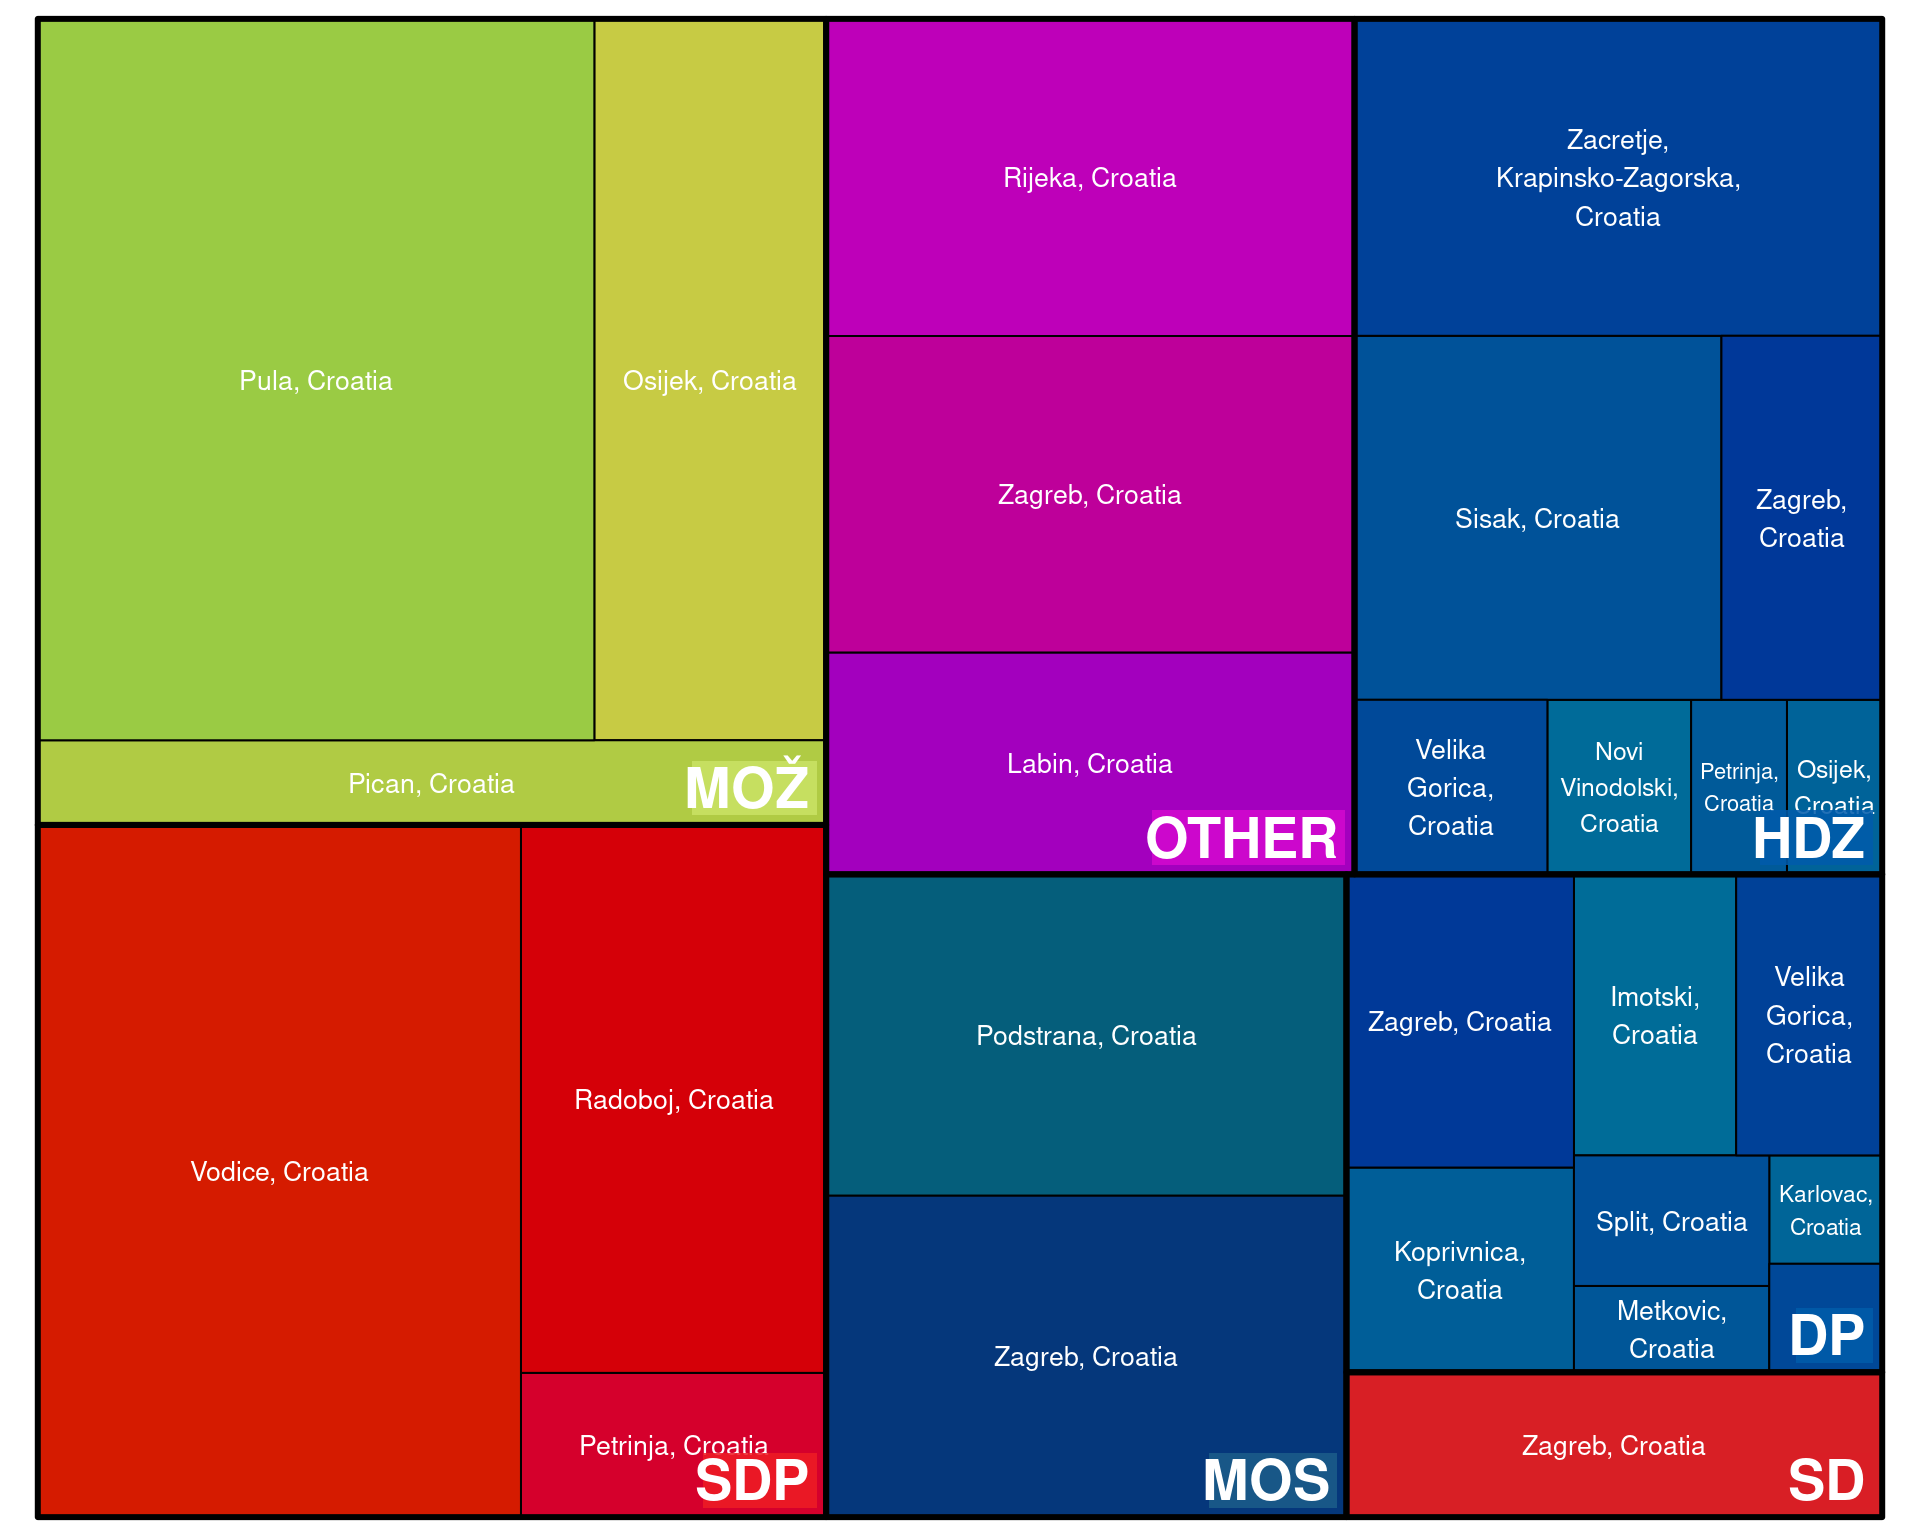 Pula, Croatia
Osijek, Croatia
Pican, Croatia
MOŽ
Rijeka, Croatia
Zagreb, Croatia
Labin, Croatia
OTHER
Zacretje,
Krapinsko-Zagorska,
Croatia
Sisak, Croatia
Zagreb,
Croatia
Velika
Gorica,
Croatia
Novi
Vinodolski,
Croatia
Petrinja,
Croatia
Osijek,
Croatia
HDZ
Vodice, Croatia
Radoboj, Croatia
Petrinja, Croatia
SDP
Podstrana, Croatia
Zagreb, Croatia
MOS
Zagreb, Croatia
Imotski,
Croatia
Velika
Gorica,
Croatia
Koprivnica,
Croatia
Split, Croatia
Karlovac,
Croatia
Metkovic,
Croatia
DP
Zagreb, Croatia
SD